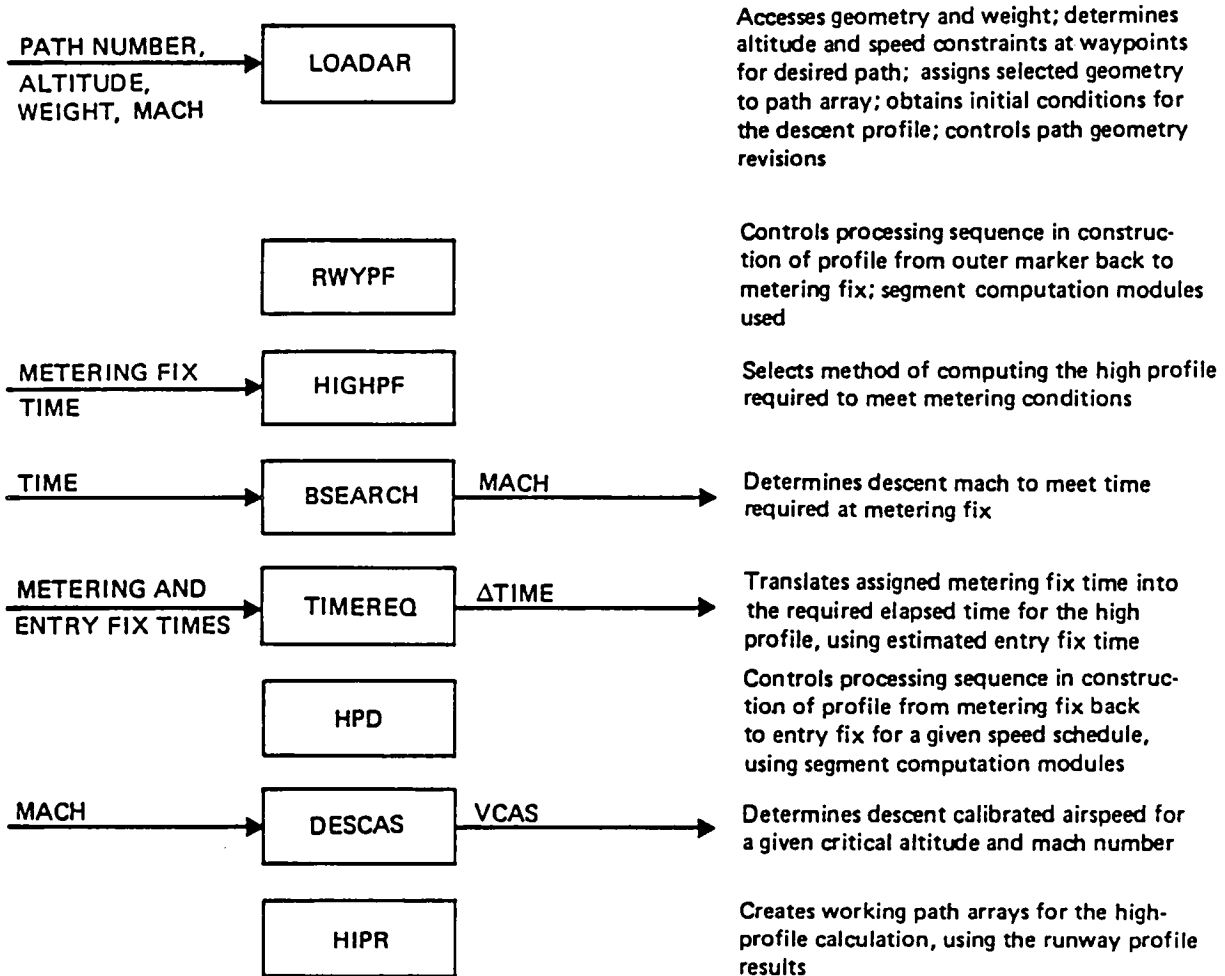 PATH NUMBER,
ALTITUDE,
WEIGHT, MACH
LOADAR
Accesses geometry and weight; determines
altitude and speed constraints at waypoints
for desired path; assigns selected geometry
to path array; obtains initial conditions for
the descent profile; controls path geometry
revisions
RWYPF
Controls processing sequence in construc-
tion of profile from outer marker back to
metering fix; segment computation modules
used
METERING FIX
TIME
HIGHPF
Selects method of computing the high profile
required to meet metering conditions
TIME
BSEARCH
MACH
Determines descent mach to meet time
required at metering fix
METERING AND
ENTRY FIX TIMES
TIMEREQ
ΔTIME
Translates assigned metering fix time into
the required elapsed time for the high
profile, using estimated entry fix time
HPD
Controls processing sequence in construc-
tion of profile from metering fix back
to entry fix for a given speed schedule,
using segment computation modules
MACH
DESCAS
VCAS
Determines descent calibrated airspeed for
a given critical altitude and mach number
HIPR
Creates working path arrays for the high-
profile calculation, using the runway profile
results